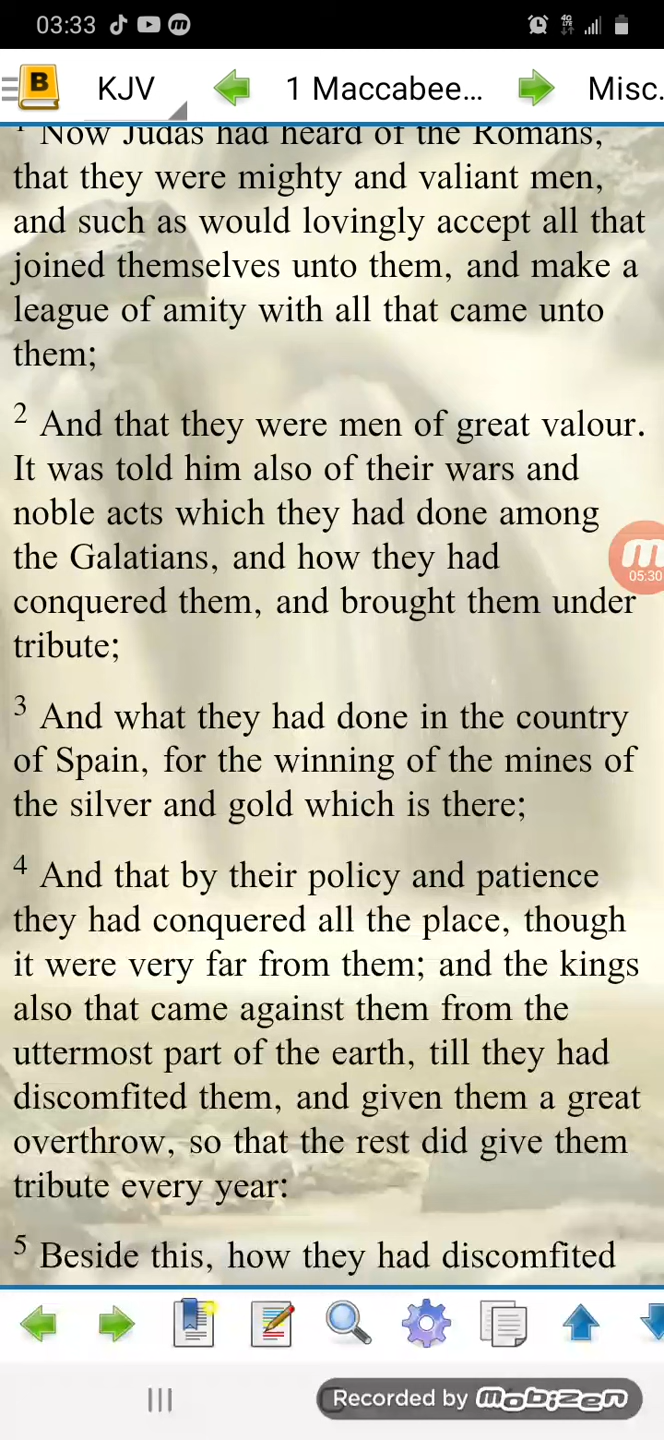 03:33
B KJV 1 Maccabee... Misc.
1 Now Judas had heard of the Romans,
that they were mighty and valiant men,
and such as would lovingly accept all that
joined themselves unto them, and make a
league of amity with all that came unto
them;
2 And that they were men of great valour.
It was told him also of their wars and
noble acts which they had done among
the Galatians, and how they had
conquered them, and brought them under
tribute;
m
05:30
3 And what they had done in the country
of Spain, for the winning of the mines of
the silver and gold which is there;
4 And that by their policy and patience
they had conquered all the place, though
it were very far from them; and the kings
also that came against them from the
uttermost part of the earth, till they had
discomfited them, and given them a great
overthrow, so that the rest did give them
tribute every year:
5 Beside this, how they had discomfited
Recorded by mobizen